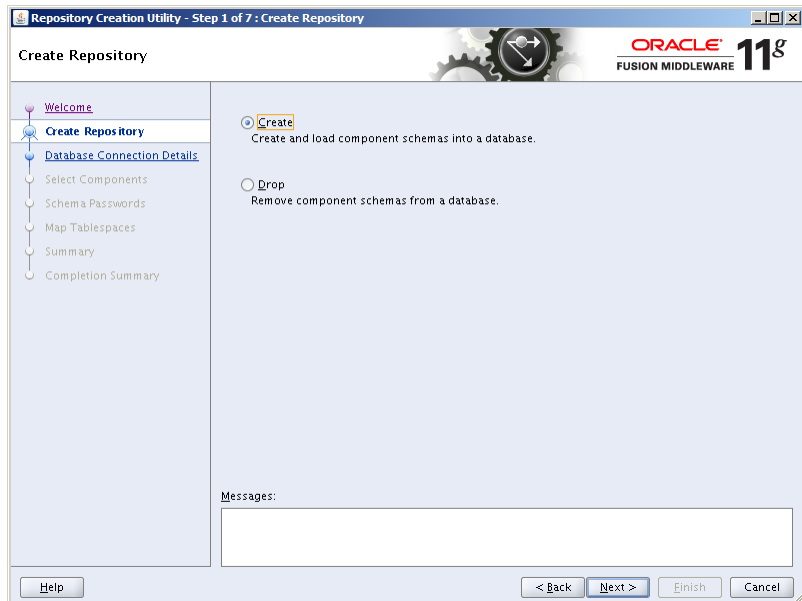 Repository Creation Utility - Step 1 of 7 : Create Repository
Create Repository
ORACLE
FUSION MIDDLEWARE
11g
Welcome
Create Repository
Database Connection Details
Select Components
Schema Passwords
Map Tablespaces
Summary
Completion Summary
Create
Create and load component schemas into a database.
Drop
Remove component schemas from a database.
Messages:
Help
< Back
Next >
Finish
Cancel